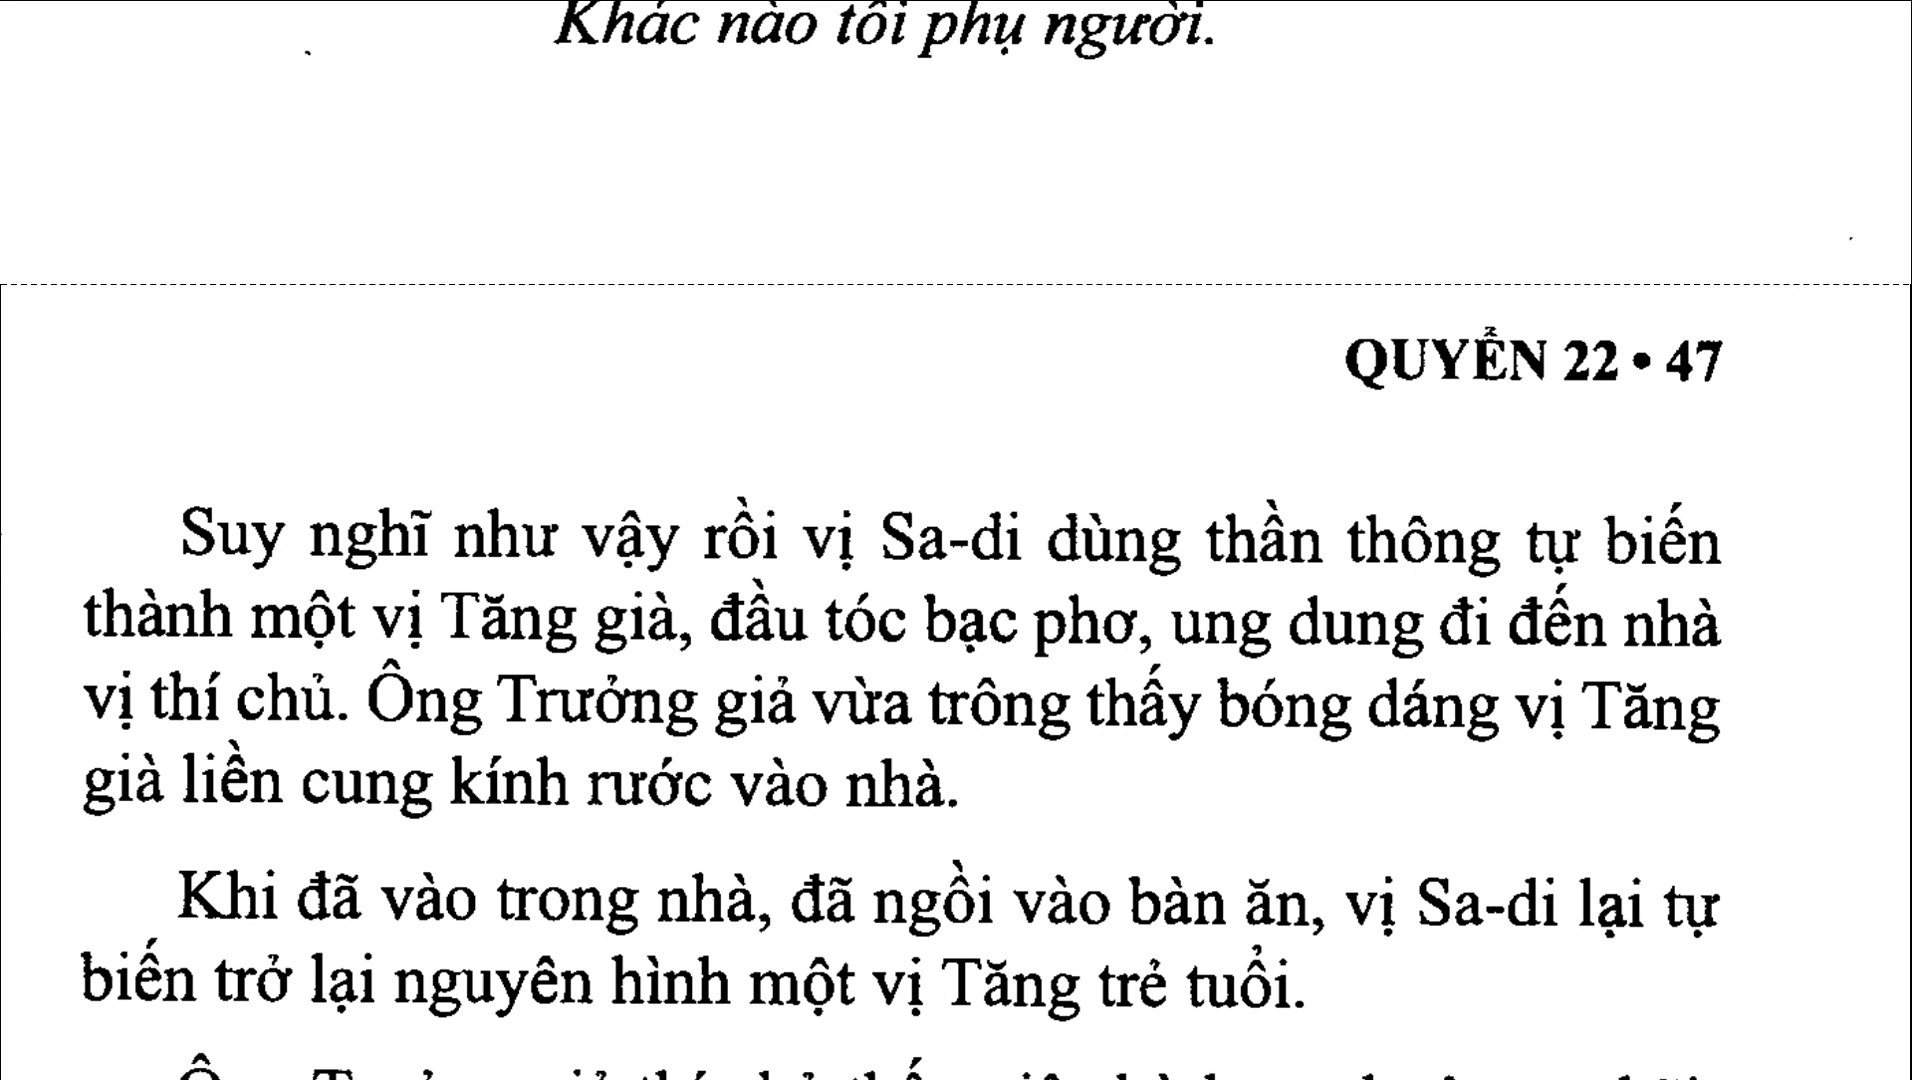 Khác nào tôi phụ người.
QUYỂN 22 • 47
Suy nghĩ như vậy rồi vị Sa-di dùng thần thông tự biến
thành một vị Tăng già, đầu tóc bạc phơ, ung dung đi đến nhà
vị thí chủ. Ông Trưởng giả vừa trông thấy bóng dáng vị Tăng
già liền cung kính rước vào nhà.
Khi đã vào trong nhà, đã ngồi vào bàn ăn, vị Sa-di lại tự
biến trở lại nguyên hình một vị Tăng trẻ tuổi.